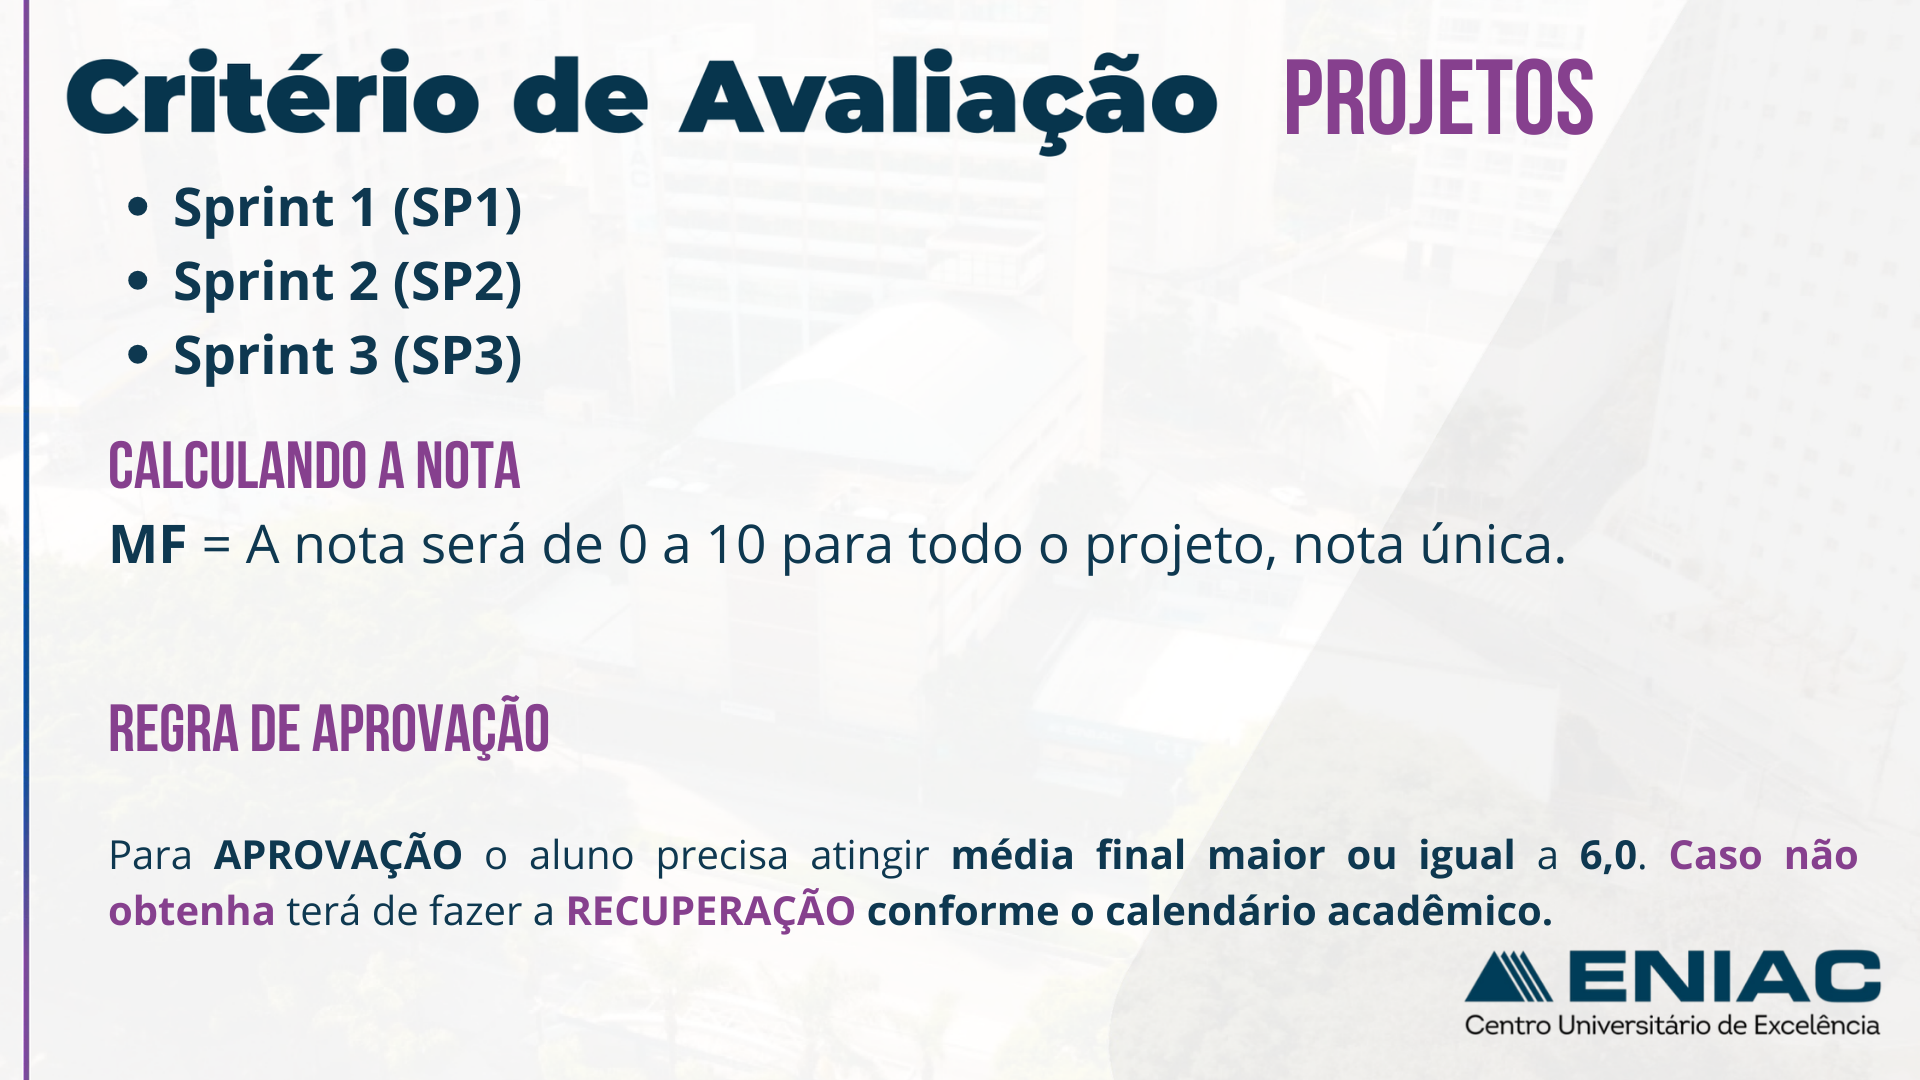 Critério de Avaliação PROJETOS
• Sprint 1 (SP1)
• Sprint 2 (SP2)
• Sprint 3 (SP3)
CALCULANDO A NOTA
MF = A nota será de 0 a 10 para todo o projeto, nota única.
REGRA DE APROVAÇÃO
Para APROVAÇÃO o aluno precisa atingir média final maior ou igual a 6,0. Caso não
obtenha terá de fazer a RECUPERAÇÃO conforme o calendário acadêmico.
ENIAC
Centro Universitário de Excelência